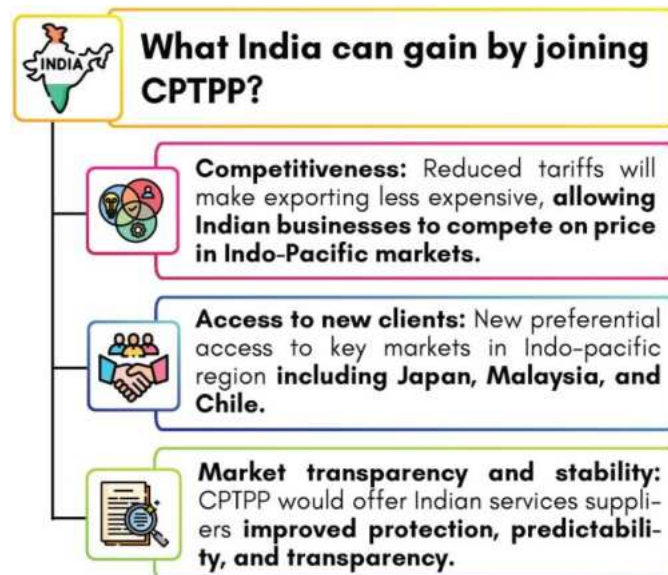 INDIA
What India can gain by joining
CPTPP?
Competitiveness: Reduced tariffs will
make exporting less expensive, allowing
Indian businesses to compete on price
in Indo-Pacific markets.
Access to new clients: New preferential
access to key markets in Indo-pacific
region including Japan, Malaysia, and
Chile.
Market transparency and stability:
CPTPP would offer Indian services suppli-
ers improved protection, predictabili-
ty, and transparency.